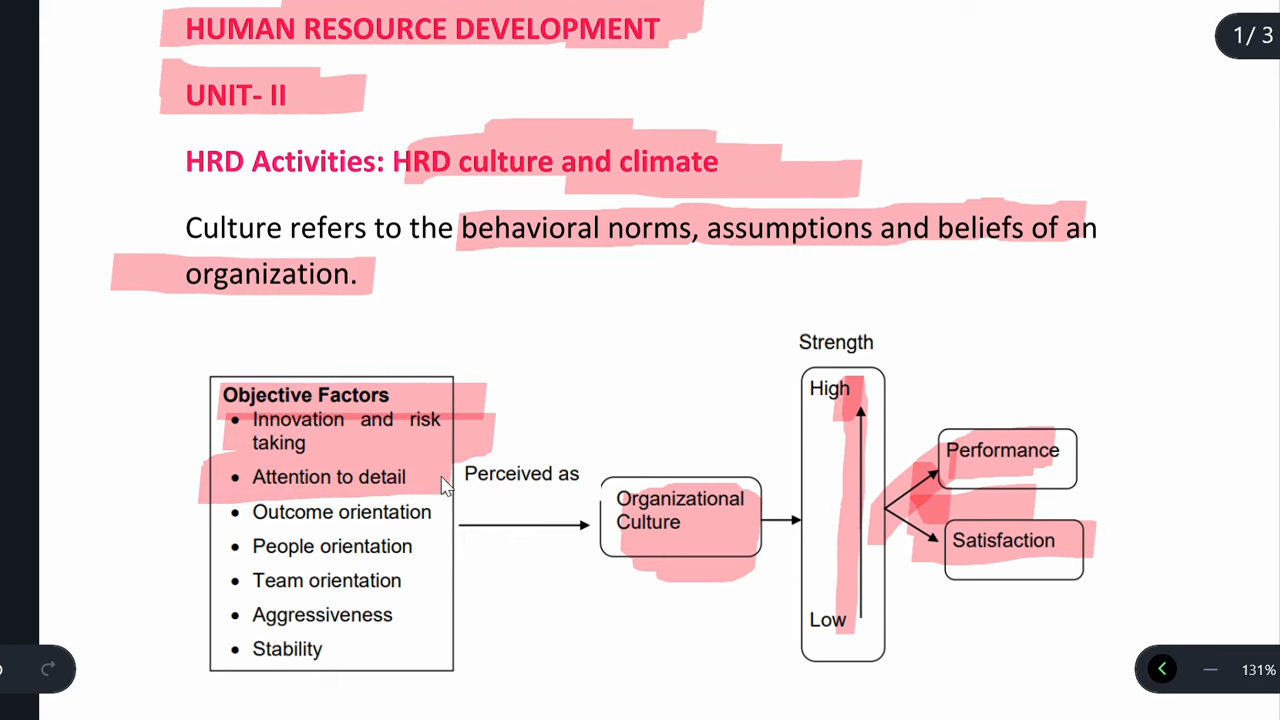 HUMAN RESOURCE DEVELOPMENT
1/ 3
UNIT- II
HRD Activities: HRD culture and climate
Culture refers to the behavioral norms, assumptions and beliefs of an
organization.
Objective Factors
• Innovation and risk
taking
• Attention to detail
• Outcome orientation
• People orientation
• Team orientation
• Aggressiveness
• Stability
Perceived as
Organizational
Culture
Strength
High
Low
Performance
Satisfaction
131%